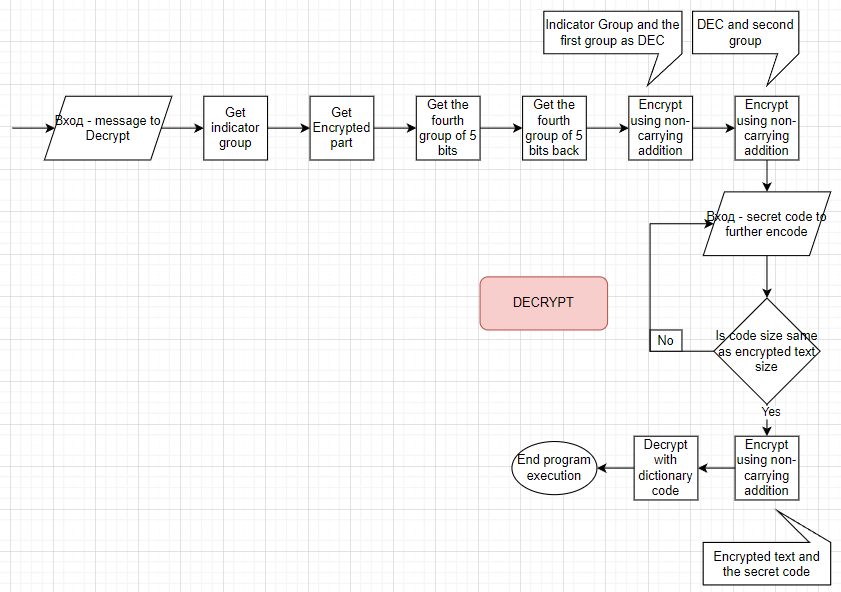 Indicator Group and the
first group as DEC
DEC and second
group
Вход - message to
Decrypt
Get
indicator
group
Get
Encrypted
part
Get the
fourth
group of 5
bits
Get the
fourth
group of 5
bits back
Encrypt
using non-
carrying
addition
Encrypt
using non-
carrying
addition
Вход - secret code to
further encode
DECRYPT
Is code size same
as encrypted text
size
No
Yes
Encrypt
using non-
carrying
addition
Decrypt
with
dictionary
code
End program
execution
Encrypted text and
the secret code